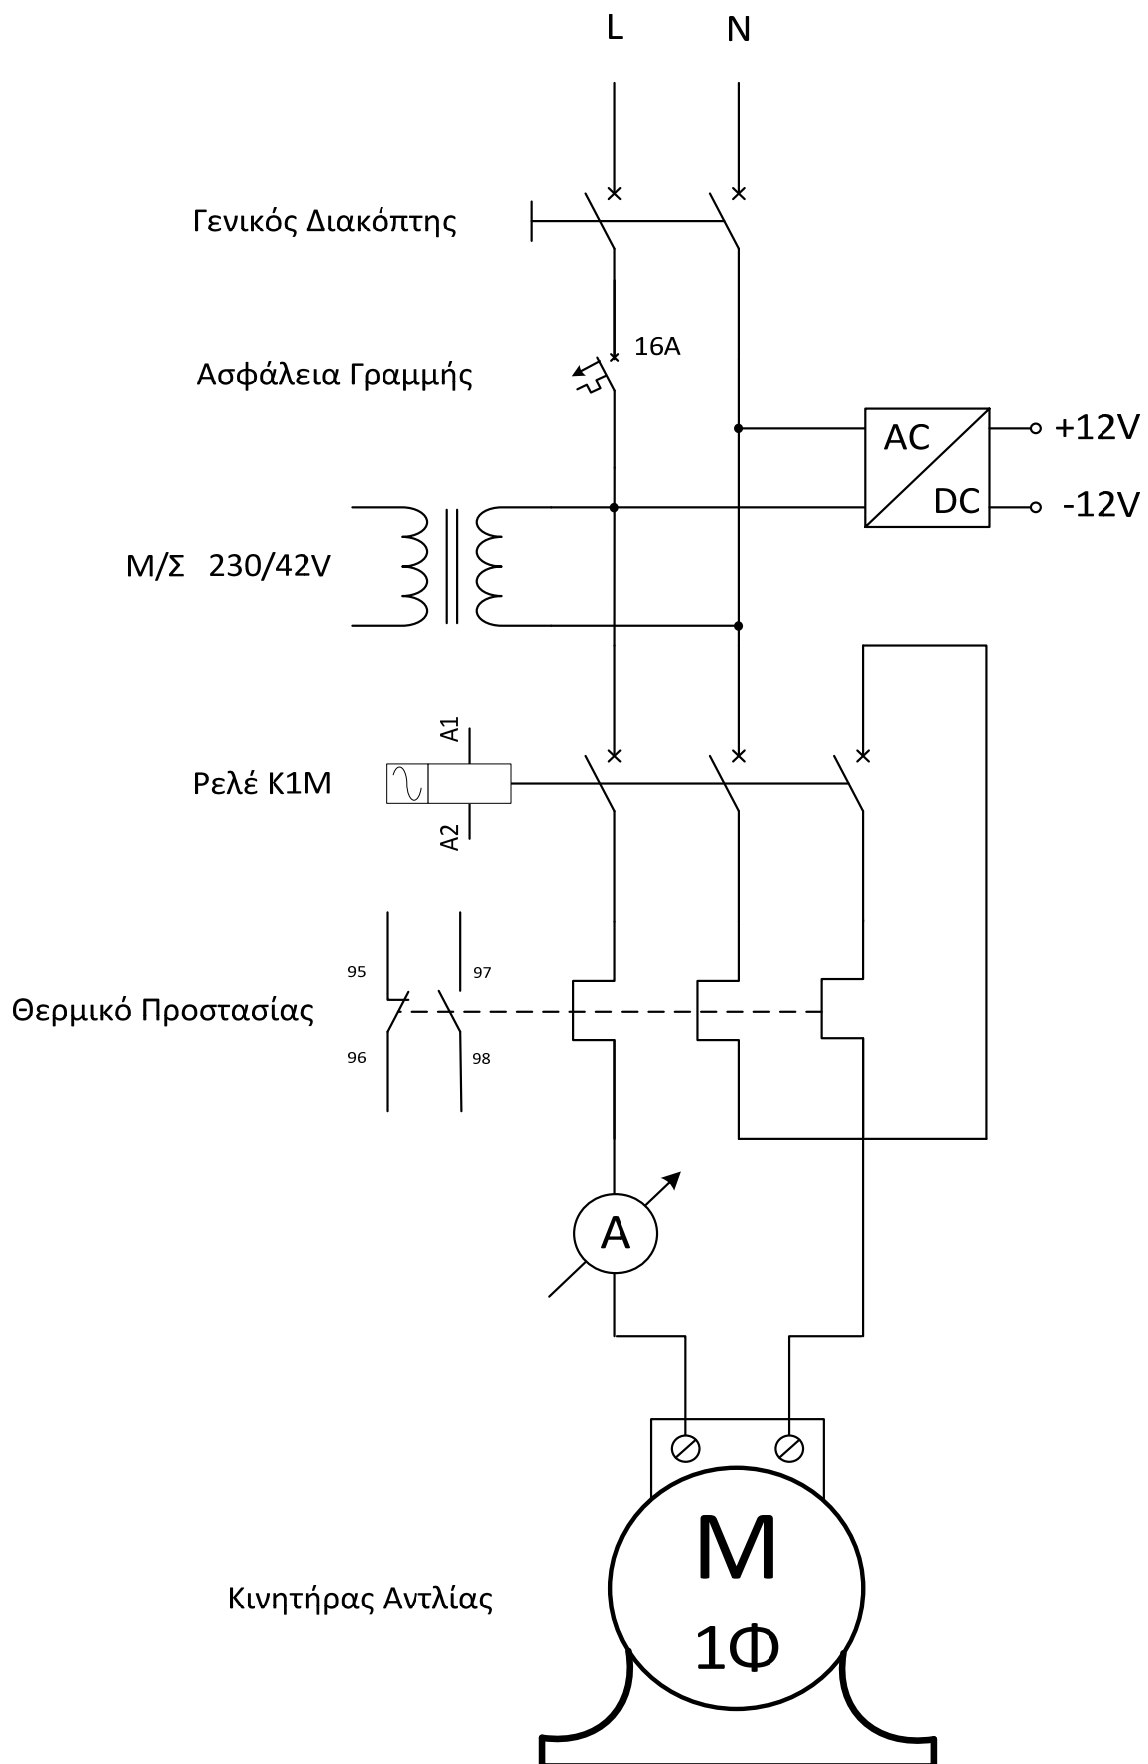 L N
Γενικός Διακόπτης
16A
Ασφάλεια Γραμμής
AC
+12V
DC
-12V
Μ/Σ 230/42V
A1
Ρελέ Κ1Μ
A2
95 97
Θερμικό Προστασίας
96 98
A
M
Κινητήρας Αντλίας
1Φ